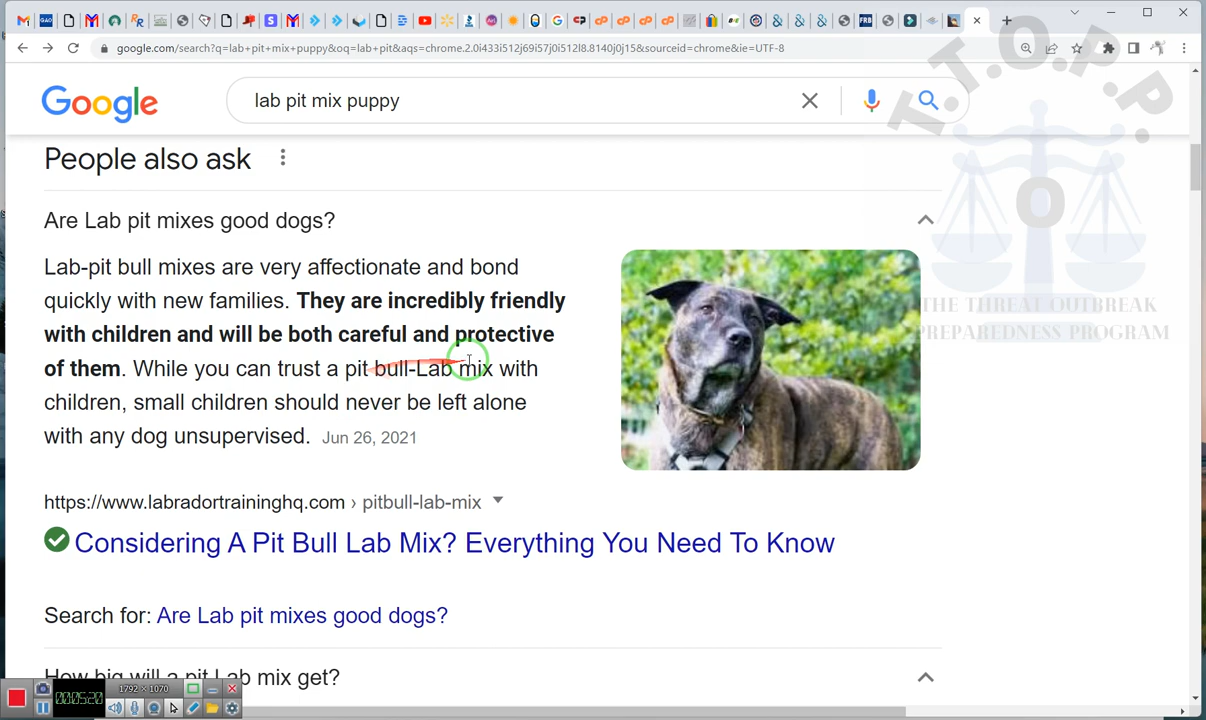 google.com/search?q=lab+pit+mix+puppy&oq=lab+pit&aqs=chrome.2.0i433i512j69i57j0i512l8.8140j0j15&sourceid=chrome&ie=UTF-8
T.T.O.P.P.
Google
lab pit mix puppy
People also ask
Are Lab pit mixes good dogs?
Lab-pit bull mixes are very affectionate and bond
quickly with new families. They are incredibly friendly
with children and will be both careful and protective
of them. While you can trust a pit bull-Lab mix with
children, small children should never be left alone
with any dog unsupervised. Jun 26, 2021
THE THREAT OUTBREAK
PREPAREDNESS PROGRAM
https://www.labradortraininghq.com › pitbull-lab-mix
Considering A Pit Bull Lab Mix? Everything You Need To Know
Search for: Are Lab pit mixes good dogs?
How big will a pit Lab mix get?
1792 × 1070
00:05:20